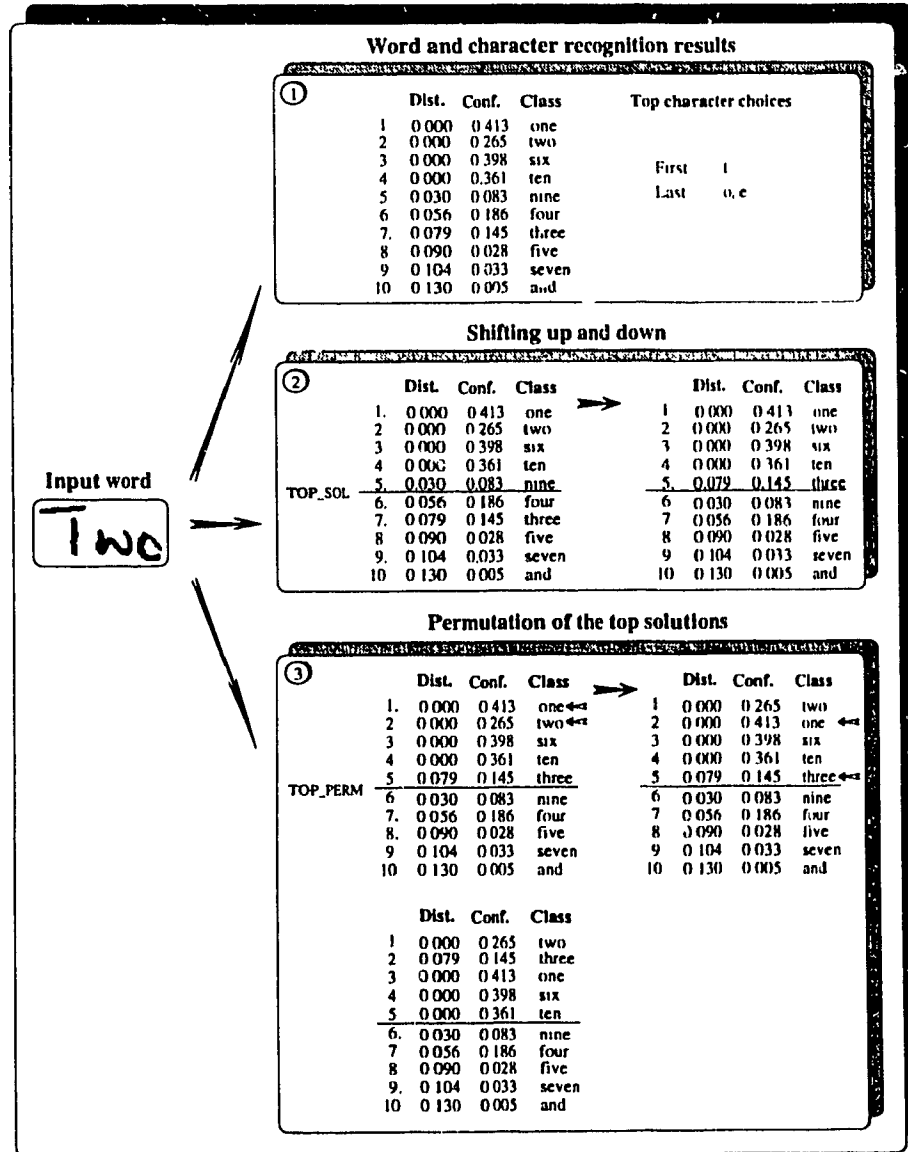 Word and character recognition results
1
Dist. Conf. Class Top character choices
1 0 000 0 413 one
2 0 000 0 265 two
3 0 000 0 398 six
4 0 000 0.361 ten
5 0 030 0 083 nine
6 0 056 0 186 four
7. 0 079 0 145 three
8 0 090 0 028 five
9 0 104 0 033 seven
10 0 130 0 005 and
First t
Last o, e
Shifting up and down
2
Dist. Conf. Class Dist. Conf. Class
1. 0 000 0 413 one 1 0 000 0 413 one
2 0 000 0 265 two 2 0 000 0 265 two
3 0 000 0 398 six 3 0 000 0 398 six
4 0 000 0 361 ten 4 0 000 0 361 ten
TOP_SOL 5. 0.030 0.083 nine 5. 0.079 0.145 three
6. 0 056 0 186 four 6 0 030 0 083 nine
7. 0 079 0 145 three 7 0 056 0 186 four
8 0 090 0 028 five 8 0 090 0 028 five
9. 0 104 0.033 seven 9 0 104 0 033 seven
10 0 130 0 005 and 10 0 130 0 005 and
Input word
Two
Permutation of the top solutions
3
Dist. Conf. Class Dist. Conf. Class
1. 0 000 0 413 one 1 0 000 0 265 two
2 0 000 0 265 two 2 0 000 0 413 one
3 0 000 0 398 six 3 0 000 0 398 six
4 0 000 0 361 ten 4 0 000 0 361 ten
TOP_PERM 5 0 079 0 145 three 5 0 079 0 145 three
6 0 030 0 083 nine 6 0 030 0 083 nine
7. 0 056 0 186 four 7 0 056 0 186 four
8. 0 090 0 028 five 8 0 090 0 028 five
9 0 104 0 033 seven 9 0 104 0 033 seven
10 0 130 0 005 and 10 0 130 0 005 and
Dist. Conf. Class
1 0 000 0 265 two
2 0 079 0 145 three
3 0 000 0 413 one
4 0 000 0 398 six
5 0 000 0 361 ten
6. 0 030 0 083 nine
7 0 056 0 186 four
8 0 090 0 028 five
9. 0 104 0 033 seven
10 0 130 0 005 and